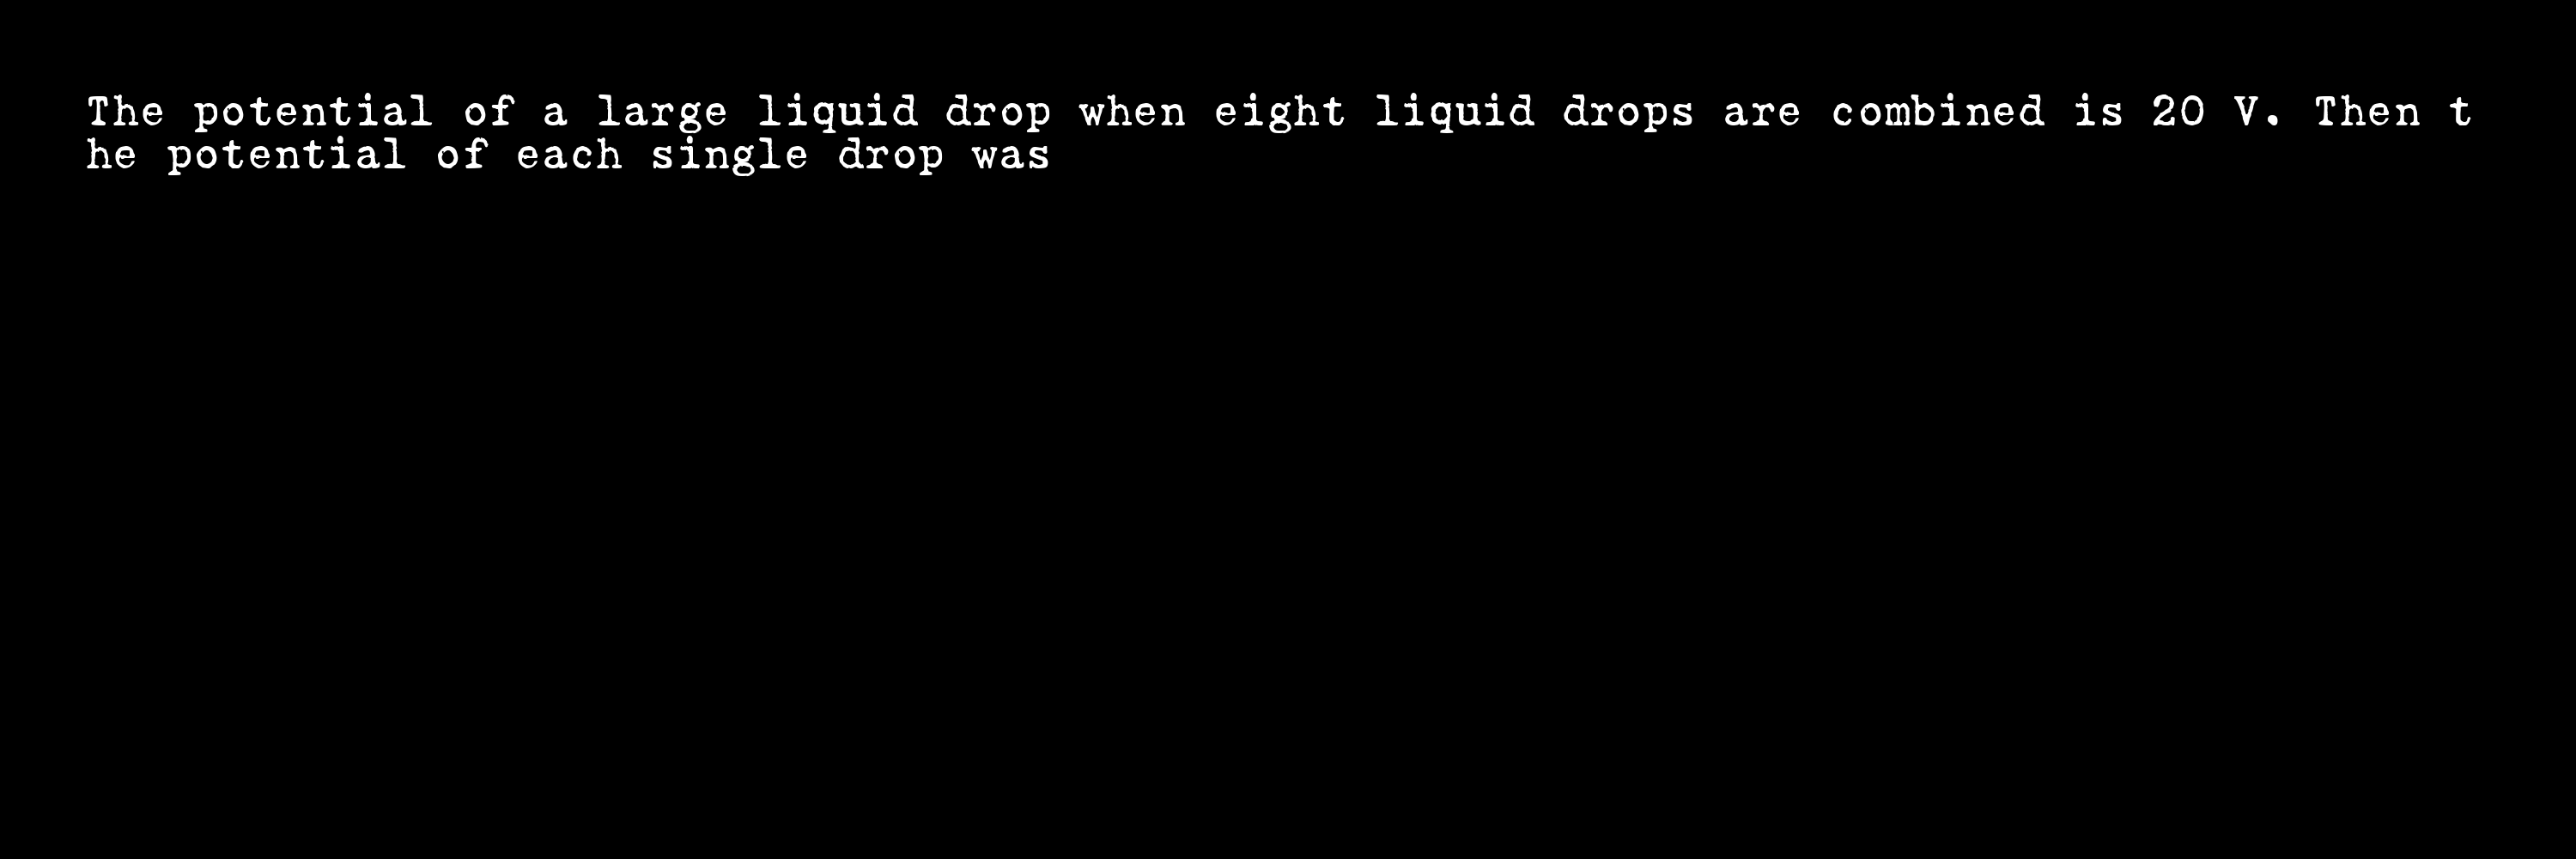 The potential of a large liquid drop when eight liquid drops are combined is 20 V. Then t
he potential of each single drop was